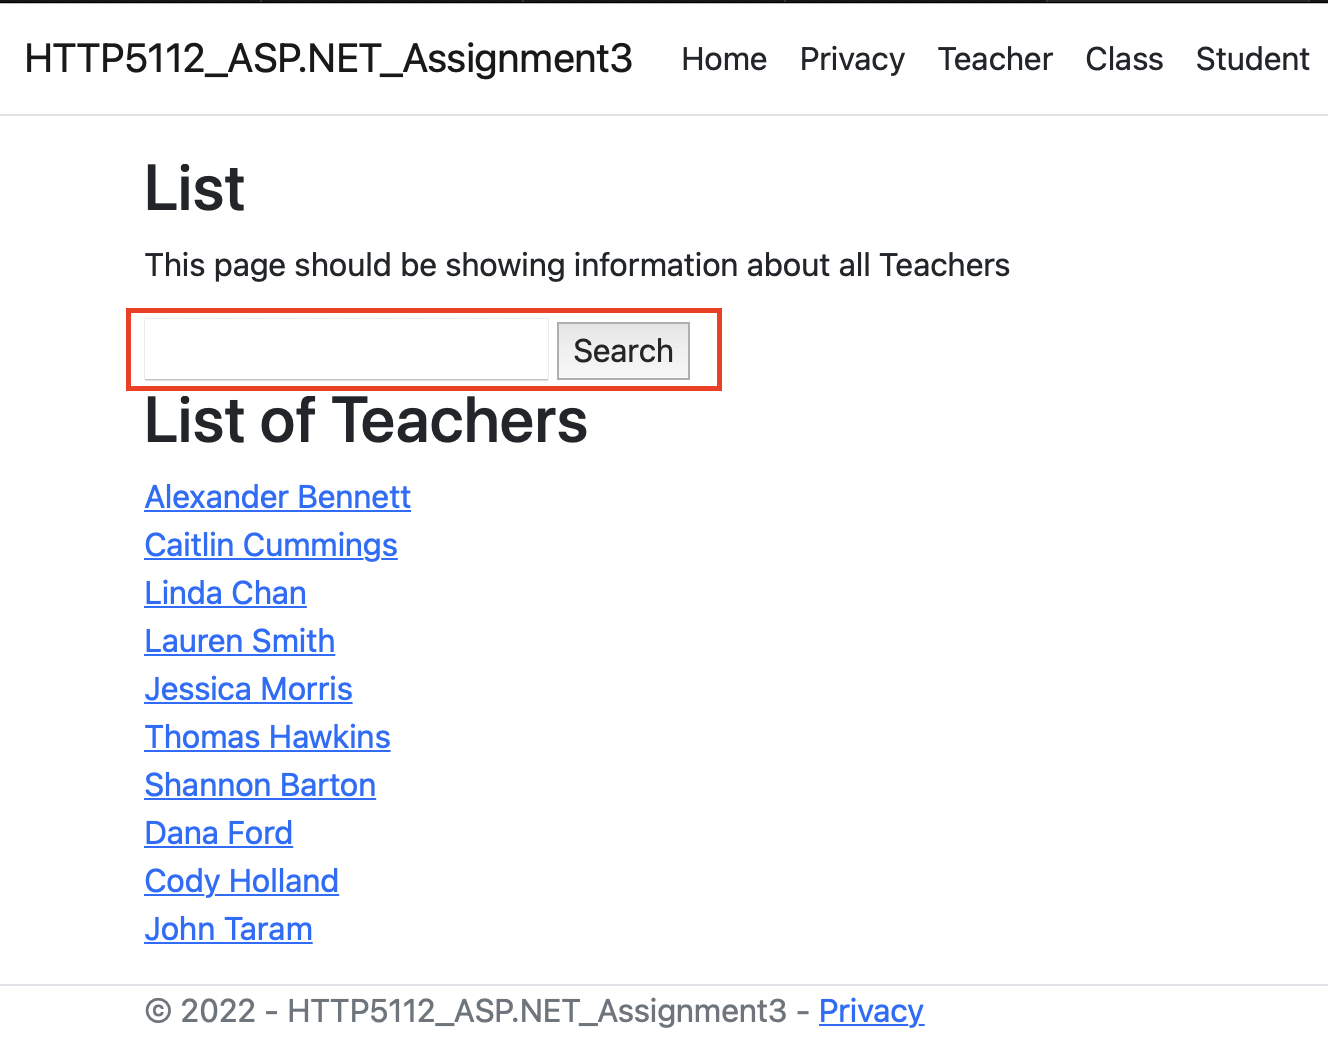 HTTP5112_ASP.NET_Assignment3 Home Privacy Teacher Class Student
List
This page should be showing information about all Teachers
Search
List of Teachers
Alexander Bennett
Caitlin Cummings
Linda Chan
Lauren Smith
Jessica Morris
Thomas Hawkins
Shannon Barton
Dana Ford
Cody Holland
John Taram
© 2022 - HTTP5112_ASP.NET_Assignment3 - Privacy